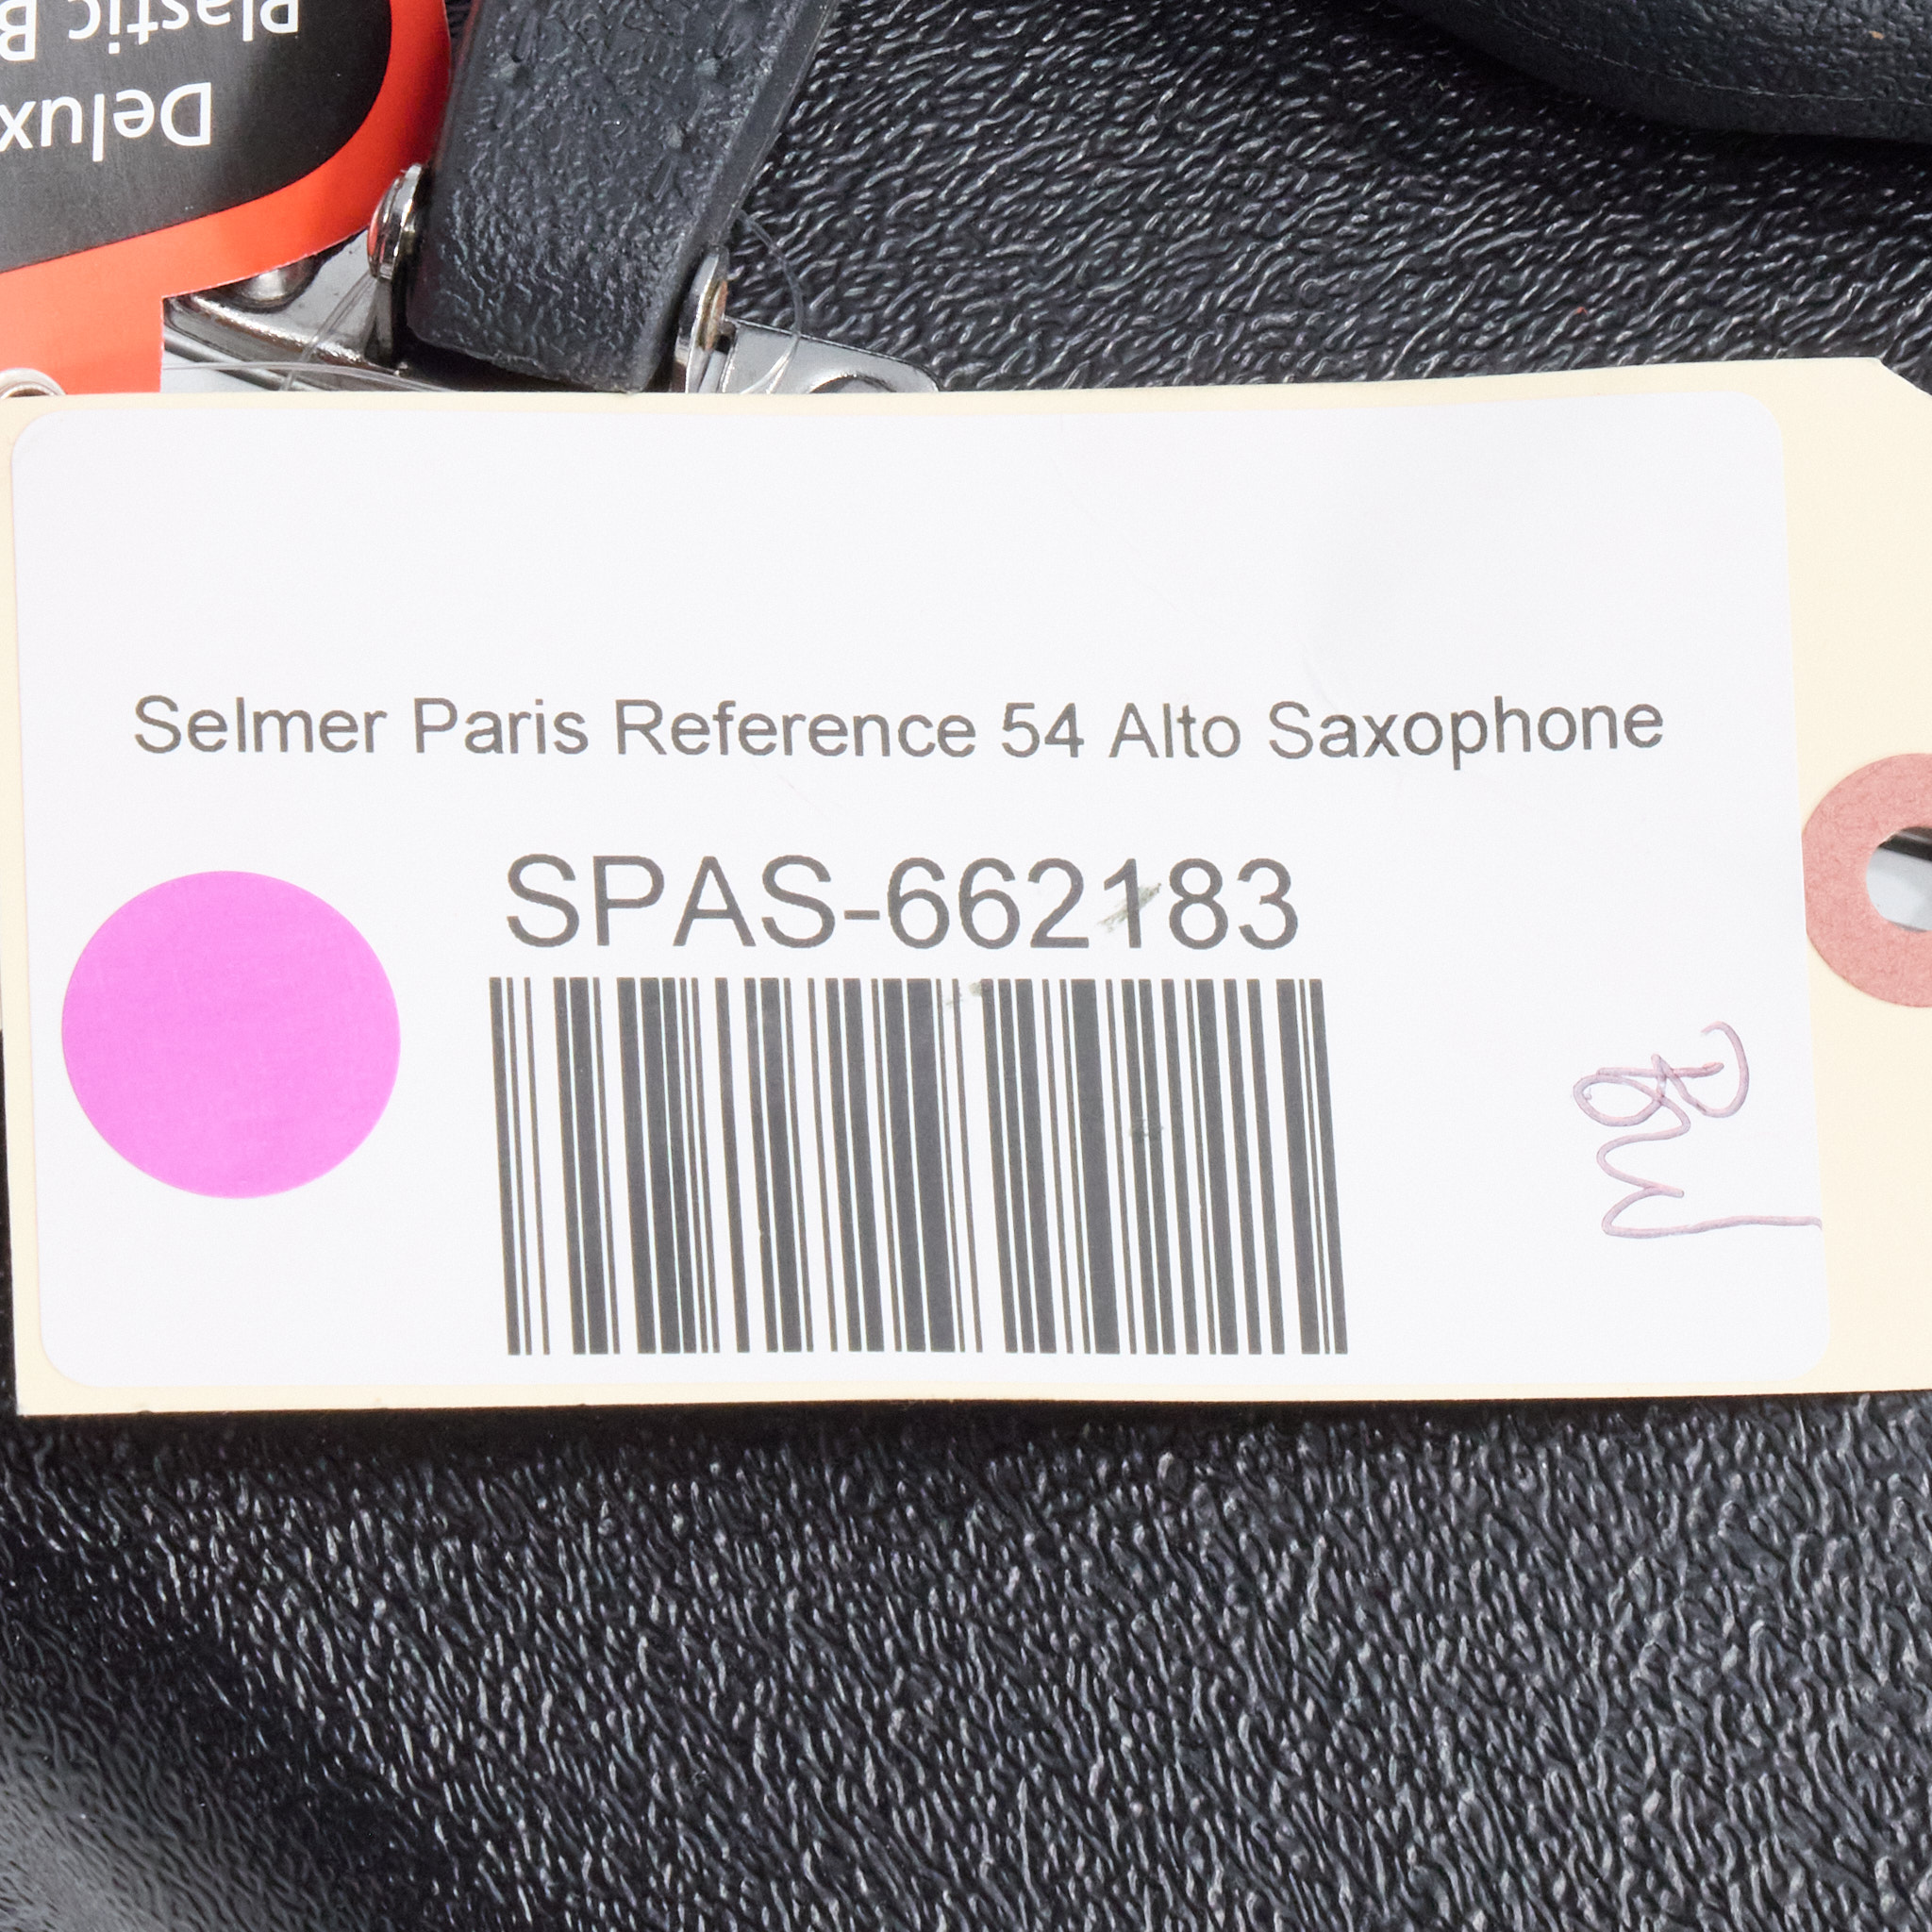 Delux
Plastic B
Selmer Paris Reference 54 Alto Saxophone
SPAS-662183